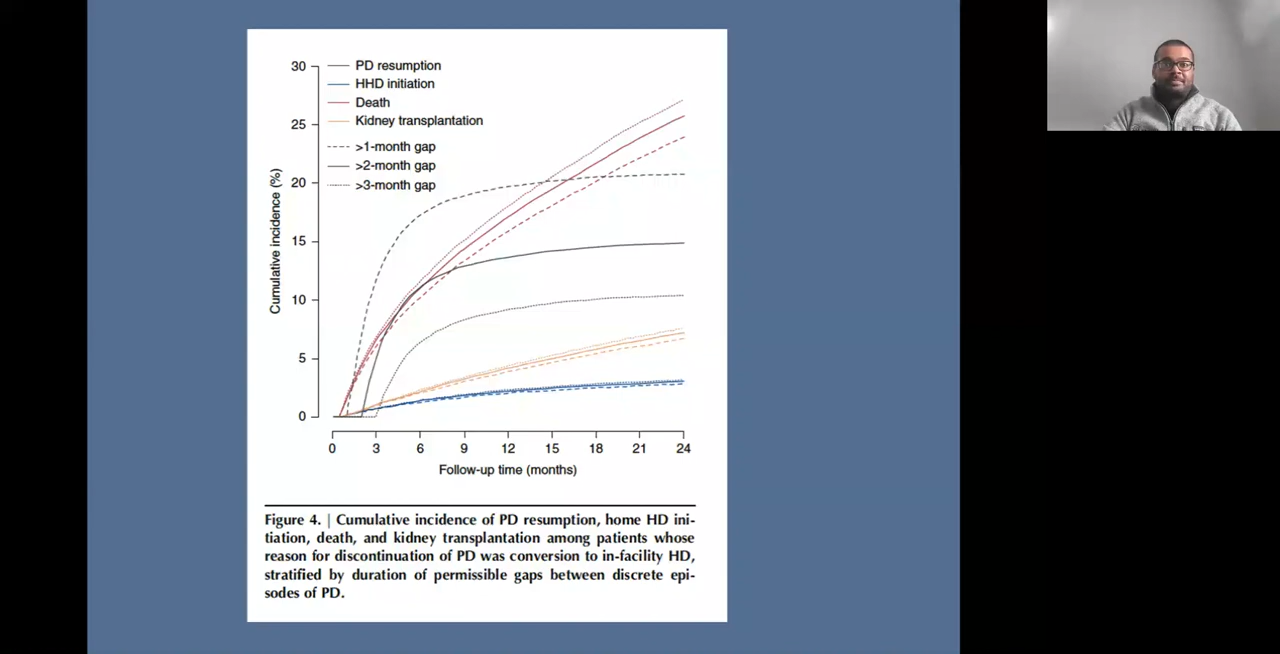 30
25
20
15
10
5
0
Cumulative incidence (%)
PD resumption
HHD initiation
Death
Kidney transplantation
>1-month gap
>2-month gap
>3-month gap
0 3 6 9 12 15 18 21 24
Follow-up time (months)
Figure 4. | Cumulative incidence of PD resumption, home HD ini-
tiation, death, and kidney transplantation among patients whose
reason for discontinuation of PD was conversion to in-facility HD,
stratified by duration of permissible gaps between discrete epi-
sodes of PD.